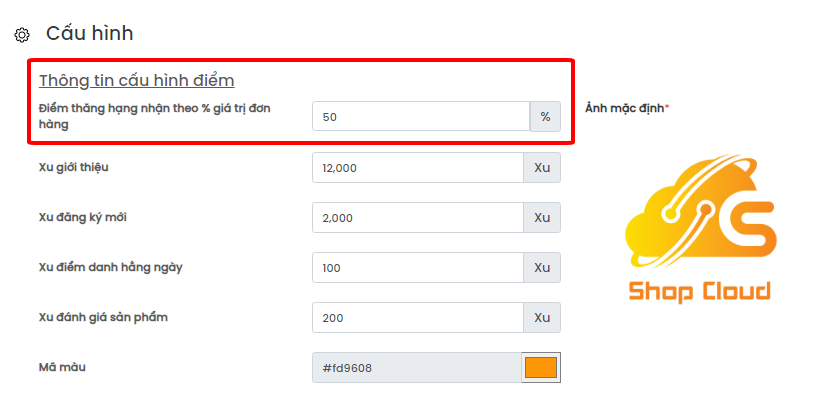 Cấu hình
Thông tin cấu hình điểm
Điểm thăng hạng nhận theo % giá trị đơn
hàng
50
%
Ảnh mặc định*
Xu giới thiệu
12,000
Xu
Xu đăng ký mới
2,000
Xu
Xu điểm danh hằng ngày
100
Xu
Xu đánh giá sản phẩm
200
Xu
Shop Cloud
Mã màu
#fd9608